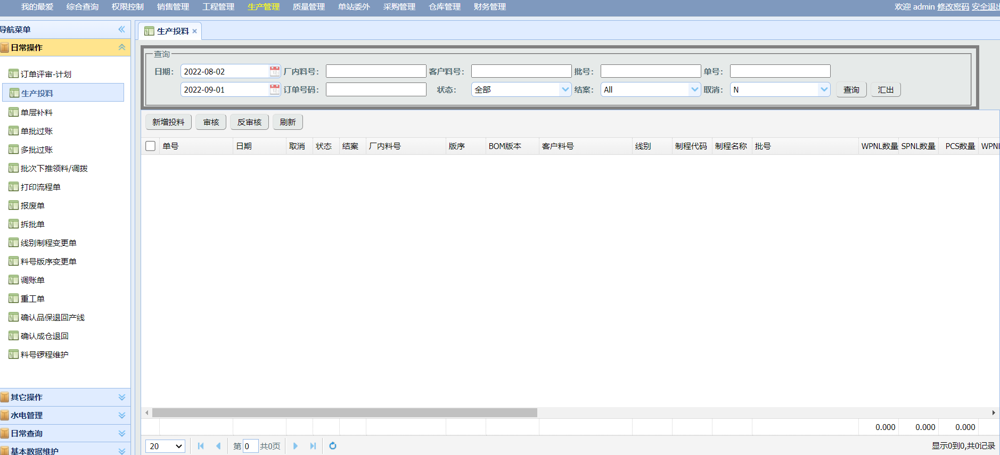 我的最爱 综合查询 权限控制 销售管理 工程管理 生产管理 质量管理 单站委外 采购管理 仓库管理 财务管理 欢迎 admin 修改密码 安全退出
导航菜单
日常操作
订单评审-计划
生产投料
单层补料
单批过账
多批过账
批次下推领料/调拨
打印流程单
报废单
拆批单
线别制程变更单
料号版序变更单
调账单
重工单
确认品保退回产线
确认成仓退回
料号锣程维护
其它操作
水电管理
日常查询
基本数据维护
生产投料
查询
日期: 2022-08-02 厂内料号: 客户料号: 批号: 单号:
2022-09-01 订单号码: 状态: 全部 结案: All 取消: N 查询 汇出
新增投料 审核 反审核 刷新
单号 日期 取消 状态 结案 厂内料号 版序 BOM版本 客户料号 线别 制程代码 制程名称 批号 WPNL数量 SPNL数量 PCS数量 WPNL
0.000 0.000 0.000
20 第 0 共0页 显示0到0,共0记录